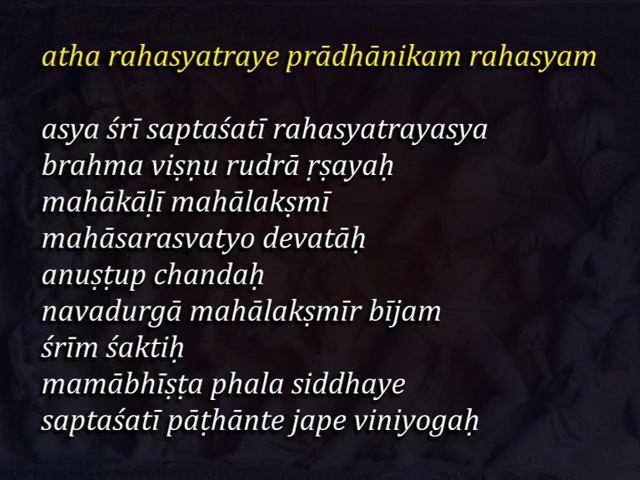 atha rahasyatraye prādhānikam rahasyam
asya śrī saptaśatī rahasyatrayasya
brahma viṣṇu rudrā ṛṣayaḥ
mahākāḷī mahālakṣmī
mahāsarasvatyo devatāḥ
anuṣṭup chandaḥ
navadurgā mahālakṣmīr bījam
śrīm śaktiḥ
mamābhīṣṭa phala siddhaye
saptaśatī pāṭhānte jape viniyogaḥ